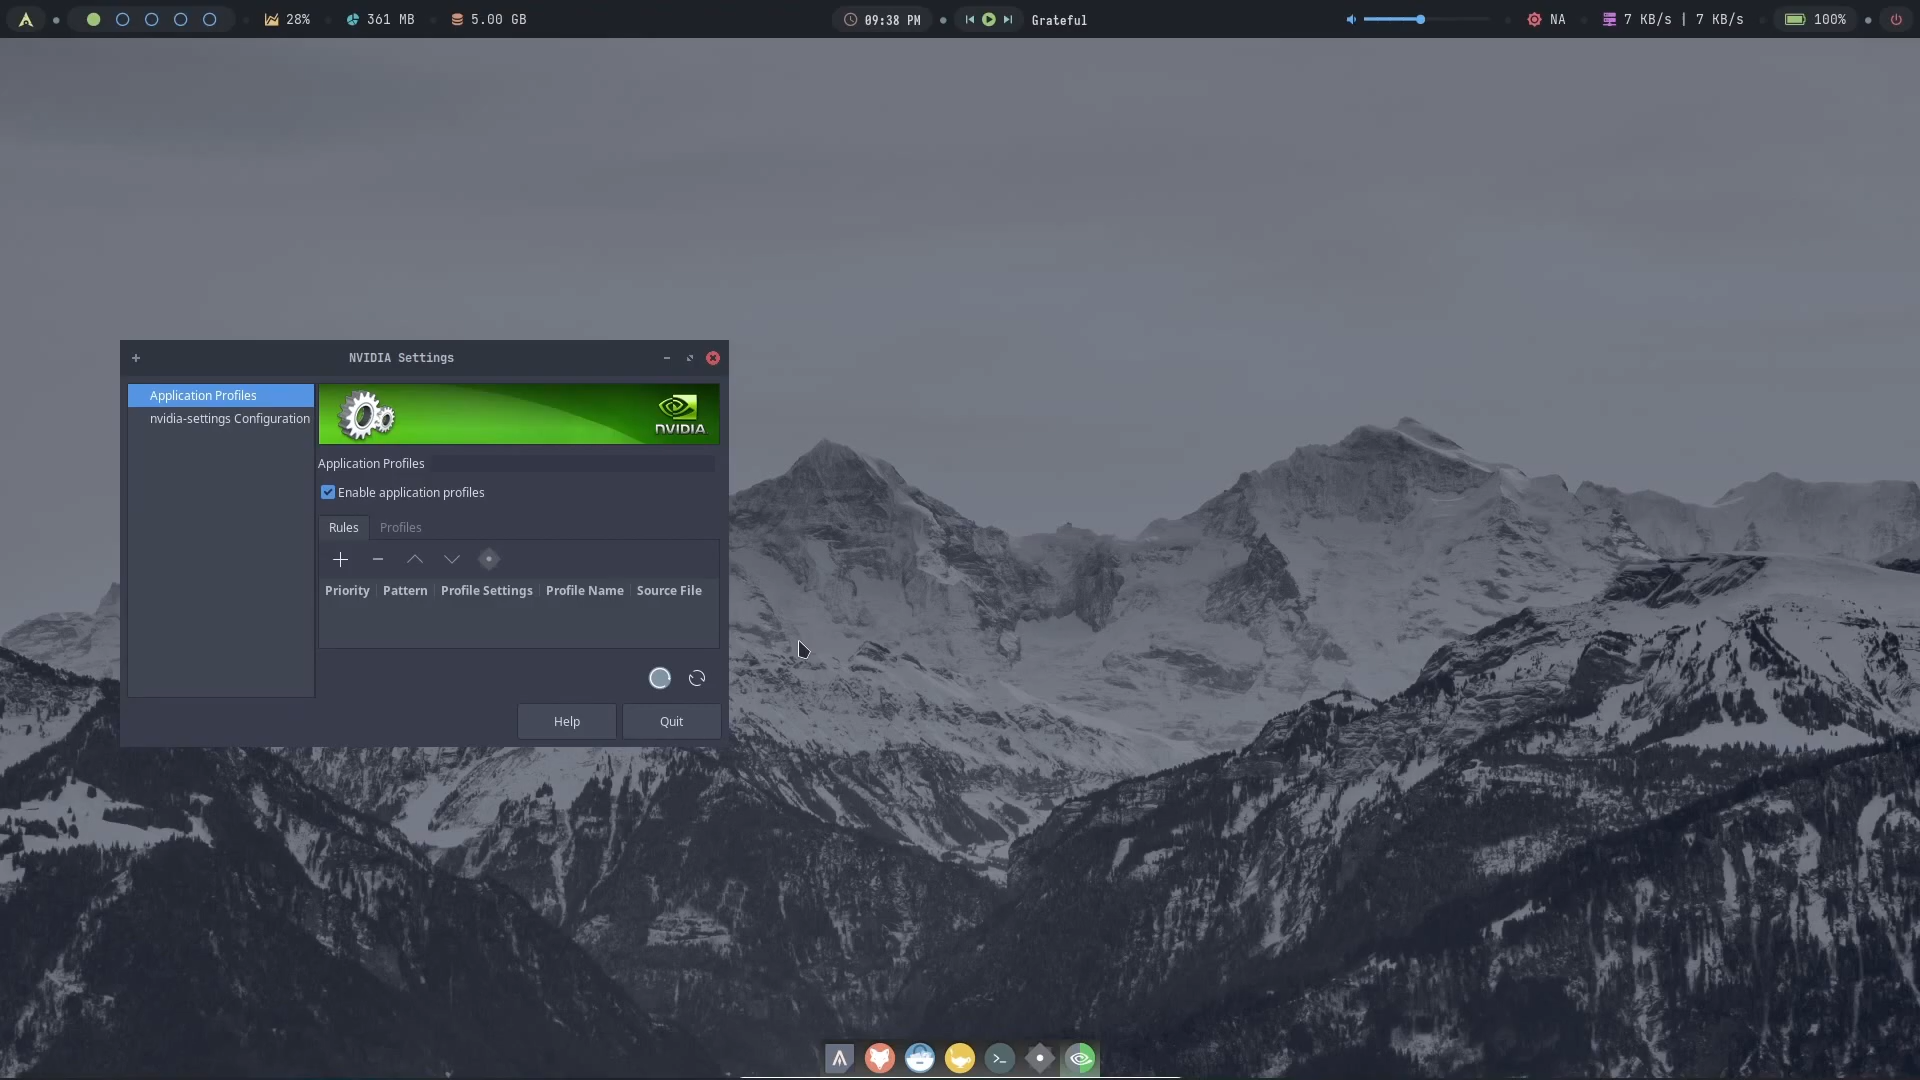 28% 361 MB 5.00 GB 09:38 PM Grateful NA 7 KB/s | 7 KB/s 100%
NVIDIA Settings
Application Profiles
nvidia-settings Configuration
NVIDIA
Application Profiles
Enable application profiles
Rules Profiles
Priority Pattern Profile Settings Profile Name Source File
Help Quit